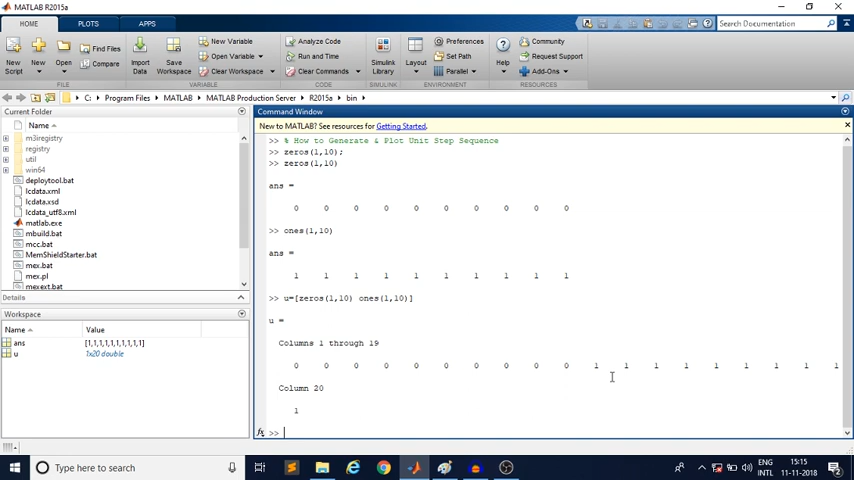 MATLAB R2015a
HOME PLOTS APPS
Search Documentation
New Script
New
Open
Find Files
Compare
Import Data
Save Workspace
New Variable
Open Variable
Clear Workspace
Analyze Code
Run and Time
Clear Commands
Simulink Library
Layout
Preferences
Set Path
Parallel
Help
Community
Request Support
Add-Ons
FILE VARIABLE CODE SIMULINK ENVIRONMENT RESOURCES
C: Program Files MATLAB MATLAB Production Server R2015a bin
Current Folder
Name
m3iregistry
registry
util
win64
deploytool.bat
lcdata.xml
lcdata.xsd
lcdata_utf8.xml
matlab.exe
mbuild.bat
mcc.bat
MemShieldStarter.bat
mex.bat
mex.pl
mexext.bat
Details
Workspace
Name Value
ans [1,1,1,1,1,1,1,1,1,1]
u 1x20 double
Command Window
New to MATLAB? See resources for Getting Started.
>> % How to Generate & Plot Unit Step Sequence
>> zeros(1,10);
>> zeros(1,10)
ans =
0 0 0 0 0 0 0 0 0 0
>> ones(1,10)
ans =
1 1 1 1 1 1 1 1 1 1
>> u=[zeros(1,10) ones(1,10)]
u =
Columns 1 through 19
0 0 0 0 0 0 0 0 0 0 1 1 1 1 1 1 1 1 1
Column 20
1
fx >>
Type here to search
ENG
INTL
15:15
11-11-2018
2